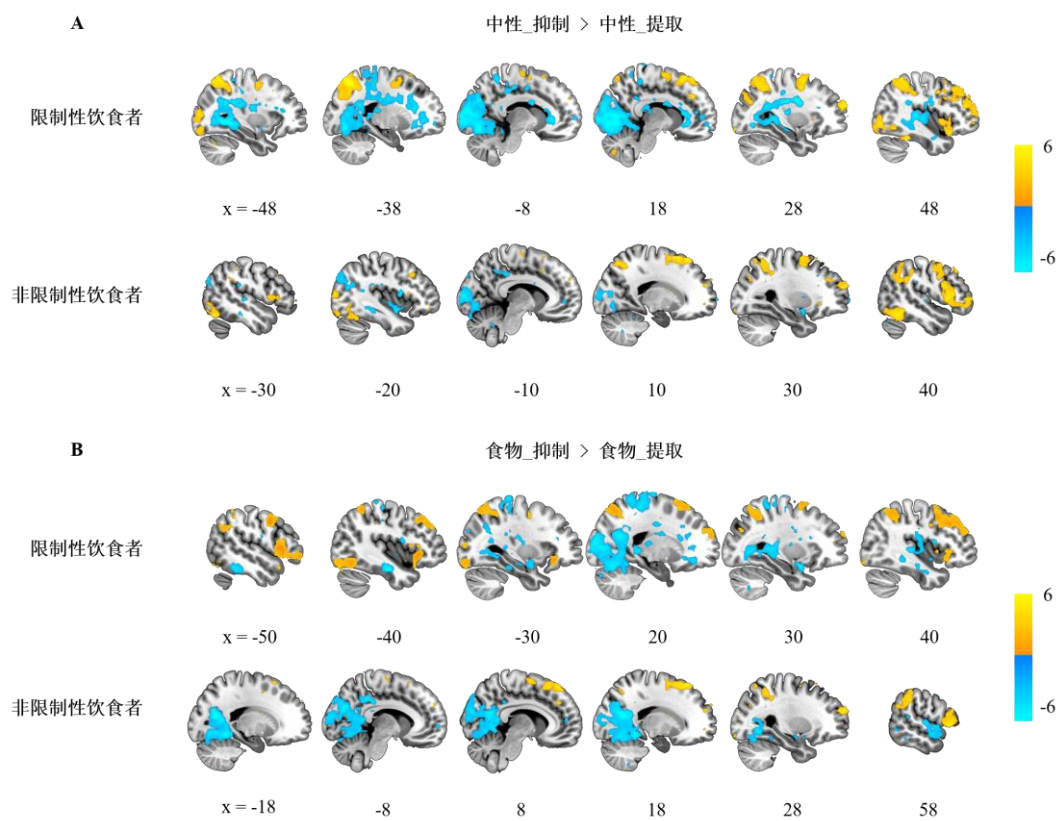 A
中性_抑制 > 中性_提取
限制性饮食者
x = -48 -38 -8 18 28 48
6
-6
非限制性饮食者
x = -30 -20 -10 10 30 40
B
食物_抑制 > 食物_提取
限制性饮食者
x = -50 -40 -30 20 30 40
6
-6
非限制性饮食者
x = -18 -8 8 18 28 58